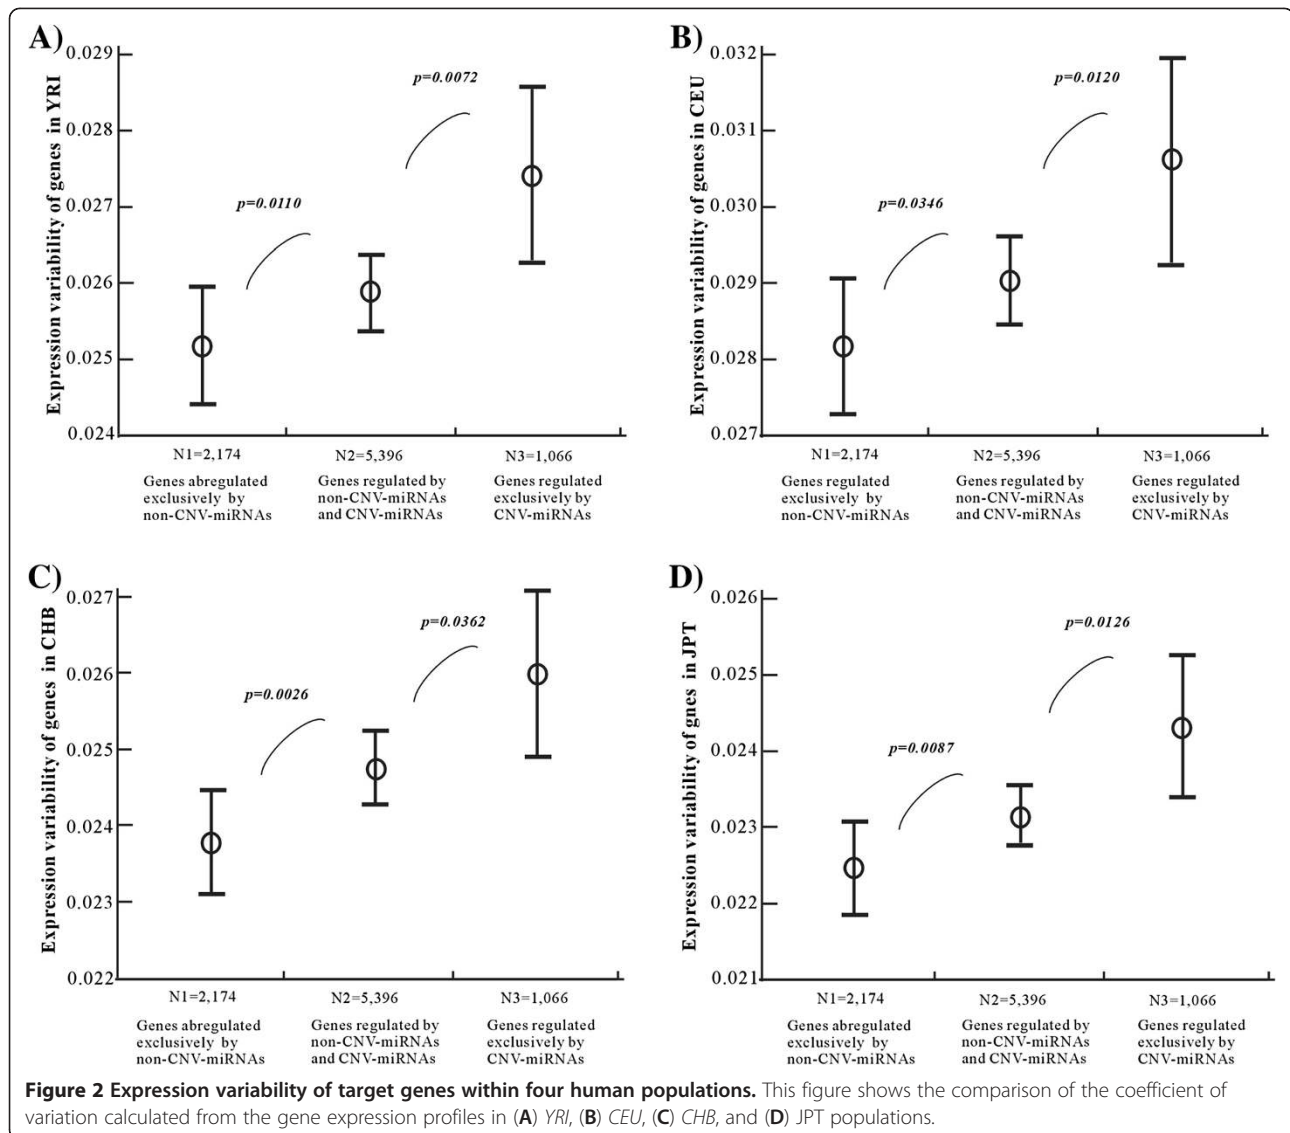 A)
Expression variability of genes in YRI
0.029
0.028
0.027
0.026
0.025
0.024
p=0.0110
p=0.0072
N1=2,174
Genes abregulated
exclusively by
non-CNV-miRNAs
N2=5,396
Genes regulated by
non-CNV-miRNAs
and CNV-miRNAs
N3=1,066
Genes regulated
exclusively by
CNV-miRNAs
B)
Expression variability of genes in CEU
0.032
0.031
0.030
0.029
0.028
0.027
p=0.0346
p=0.0120
N1=2,174
Genes regulated
exclusively by
non-CNV-miRNAs
N2=5,396
Genes regulated by
non-CNV-miRNAs
and CNV-miRNAs
N3=1,066
Genes regulated
exclusively by
CNV-miRNAs
C)
Expression variability of genes in CHB
0.027
0.026
0.025
0.024
0.023
0.022
p=0.0026
p=0.0362
N1=2,174
Genes abregulated
exclusively by
non-CNV-miRNAs
N2=5,396
Genes regulated by
non-CNV-miRNAs
and CNV-miRNAs
N3=1,066
Genes regulated
exclusively by
CNV-miRNAs
D)
Expression variability of gnes in JPT
0.026
0.025
0.024
0.023
0.022
0.021
p=0.0087
p=0.0126
N1=2,174
Genes abregulated
exclusively by
non-CNV-miRNAs
N2=5,396
Genes regulated by
non-CNV-miRNAs
and CNV-miRNAs
N3=1,066
Genes regulated
exclusively by
CNV-miRNAs
Figure 2 Expression variability of target genes within four human populations. This figure shows the comparison of the coefficient of
variation calculated from the gene expression profiles in (A) YRI, (B) CEU, (C) CHB, and (D) JPT populations.